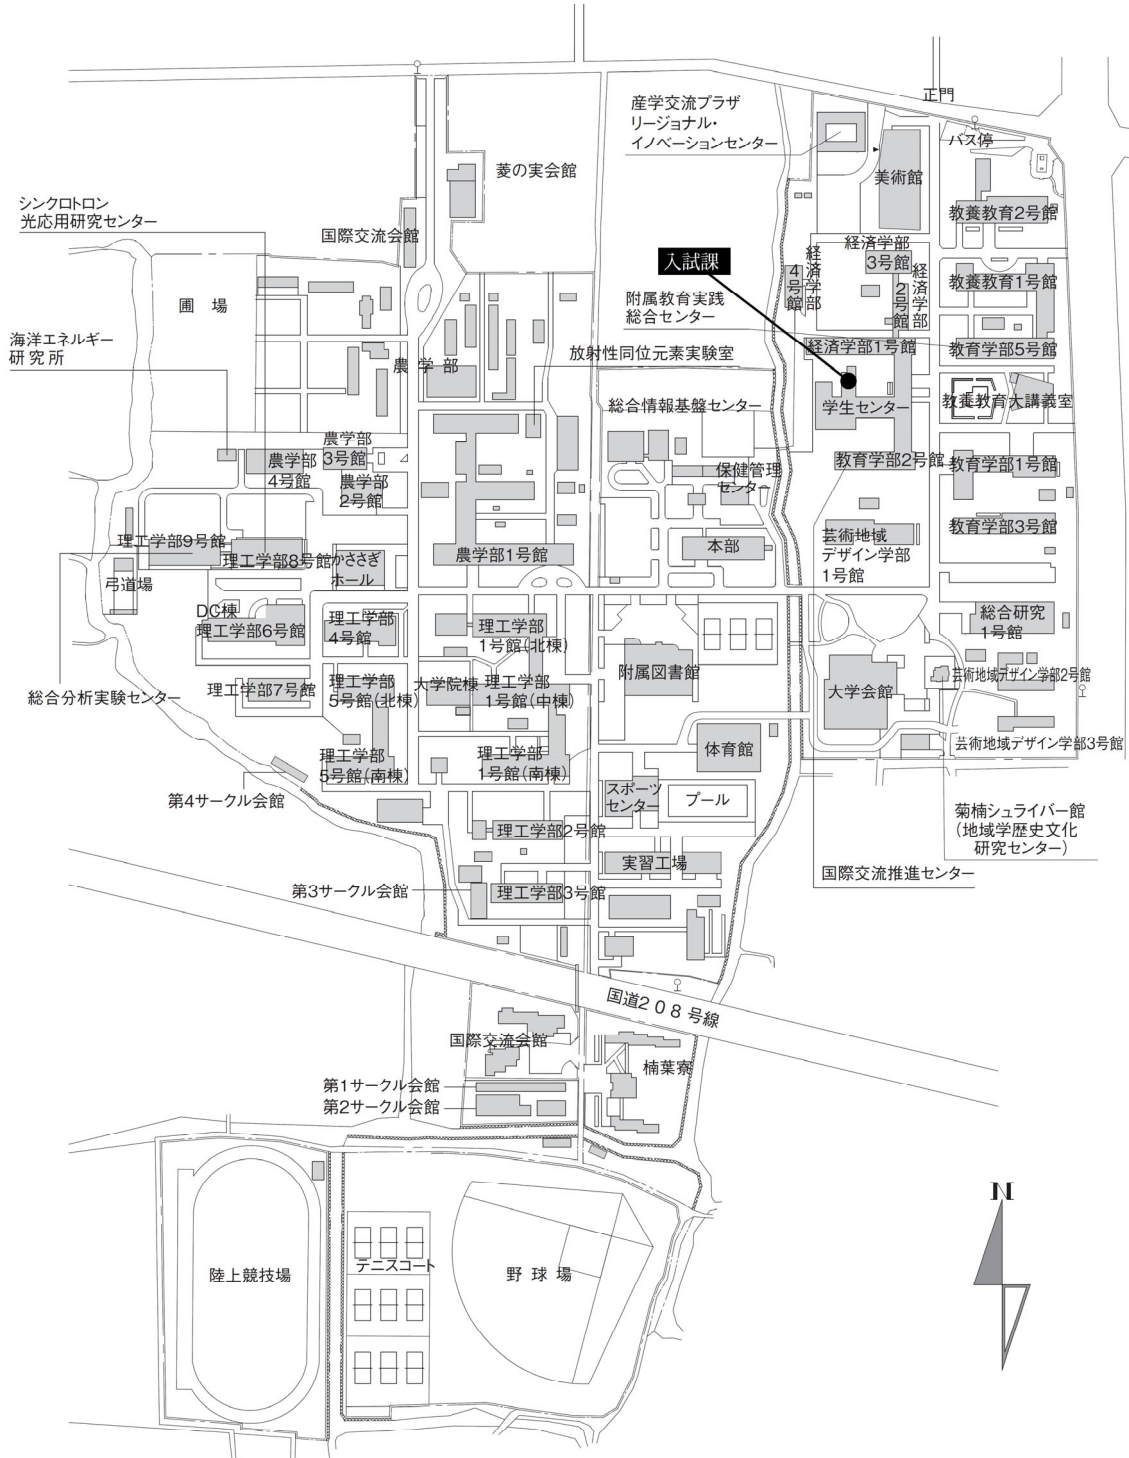 正門
産学交流プラザ
リージョナル・
イノベーションセンター
バス停
菱の実会館
美術館
シンクロトロン
光応用研究センター
教養教育2号館
国際交流会館
経済学部
3号館
入試課
経済学部
4号館
経済学部
2号館
教養教育1号館
圃 場
附属教育実践
総合センター
海洋エネルギー
研究所
放射性同位元素実験室
経済学部1号館
教育学部5号館
農 学 部
総合情報基盤センター
学生センター
教養教育大講義室
農学部
3号館
農学部
4号館
農学部
2号館
保健管理
センター
教育学部2号館
教育学部1号館
理工学部9号館
理工学部8号館
かささぎ
ホール
農学部1号館
本部
芸術地域
デザイン学部
1号館
教育学部3号館
弓道場
DC棟
理工学部6号館
理工学部
4号館
理工学部
1号館(北棟)
総合研究
1号館
総合分析実験センター
理工学部7号館
理工学部
5号館(北棟)
大学院棟
理工学部
1号館(中棟)
附属図書館
大学会館
芸術地域デザイン学部2号館
理工学部
5号館(南棟)
理工学部
1号館(南棟)
体育館
芸術地域デザイン学部3号館
第4サークル会館
スポーツ
センター
プール
菊楠シュライバー館
(地域学歴史文化
研究センター)
理工学部2号館
実習工場
国際交流推進センター
第3サークル会館
理工学部3号館
国道208号線
国際交流会館
楠葉寮
第1サークル会館
第2サークル会館
N
陸上競技場
テニスコート
野 球 場